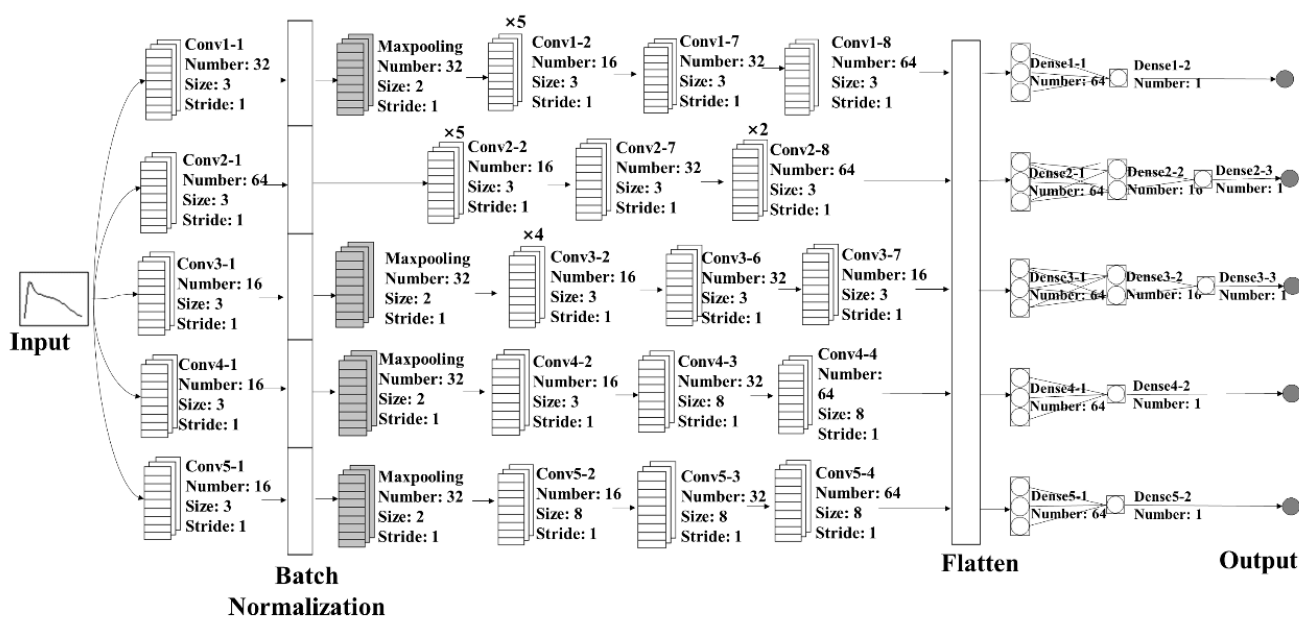 Conv1-1
Number: 32
Size: 3
Stride: 1
Maxpooling
Number: 32
Size: 2
Stride: 1
×5
Conv1-2
Number: 16
Size: 3
Stride: 1
Conv1-7
Number: 32
Size: 3
Stride: 1
Conv1-8
Number: 64
Size: 3
Stride: 1
Dense1-1
Number: 64
Dense1-2
Number: 1
Conv2-1
Number: 64
Size: 3
Stride: 1
×5
Conv2-2
Number: 16
Size: 3
Stride: 1
Conv2-7
Number: 32
Size: 3
Stride: 1
×2
Conv2-8
Number: 64
Size: 3
Stride: 1
Dense2-1
Number: 64
Dense2-2
Number: 16
Dense2-3
Number: 1
Input
Conv3-1
Number: 16
Size: 3
Stride: 1
Maxpooling
Number: 32
Size: 2
Stride: 1
×4
Conv3-2
Number: 16
Size: 3
Stride: 1
Conv3-6
Number: 32
Size: 3
Stride: 1
Conv3-7
Number: 16
Size: 3
Stride: 1
Dense3-1
Number: 64
Dense3-2
Number: 16
Dense3-3
Number: 1
Conv4-1
Number: 16
Size: 3
Stride: 1
Maxpooling
Number: 32
Size: 2
Stride: 1
Conv4-2
Number: 16
Size: 3
Stride: 1
Conv4-3
Number: 32
Size: 8
Stride: 1
Conv4-4
Number:
64
Size: 8
Stride: 1
Dense4-1
Number: 64
Dense4-2
Number: 1
Conv5-1
Number: 16
Size: 3
Stride: 1
Maxpooling
Number: 32
Size: 2
Stride: 1
Conv5-2
Number: 16
Size: 8
Stride: 1
Conv5-3
Number: 32
Size: 8
Stride: 1
Conv5-4
Number: 64
Size: 8
Stride: 1
Dense5-1
Number: 64
Dense5-2
Number: 1
Batch
Normalization
Flatten
Output